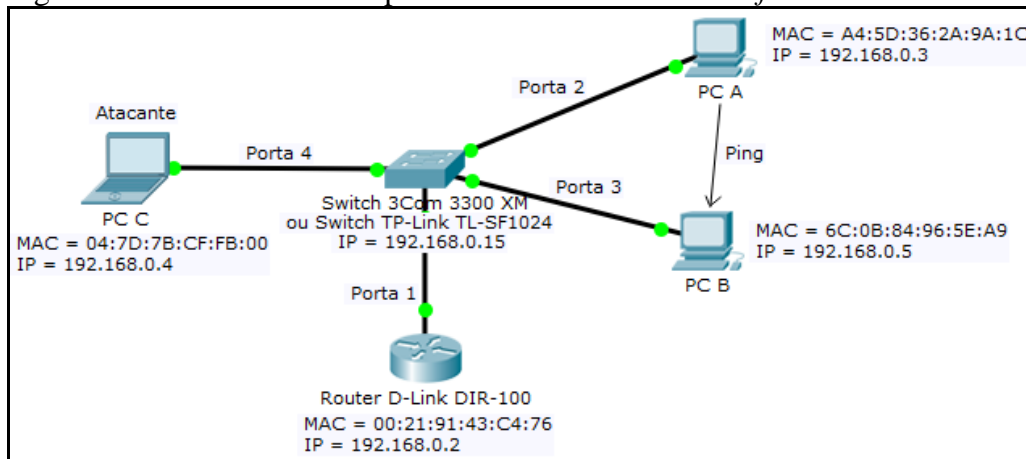 MAC = A4:5D:36:2A:9A:1C
IP = 192.168.0.3
PC A
Porta 2
Atacante
Porta 4
Ping
Porta 3
Switch 3Com 3300 XM
ou Switch TP-Link TL-SF1024
IP = 192.168.0.15
PC C
MAC = 04:7D:7B:CF:FB:00
IP = 192.168.0.4
MAC = 6C:0B:84:96:5E:A9
IP = 192.168.0.5
PC B
Porta 1
Router D-Link DIR-100
MAC = 00:21:91:43:C4:76
IP = 192.168.0.2